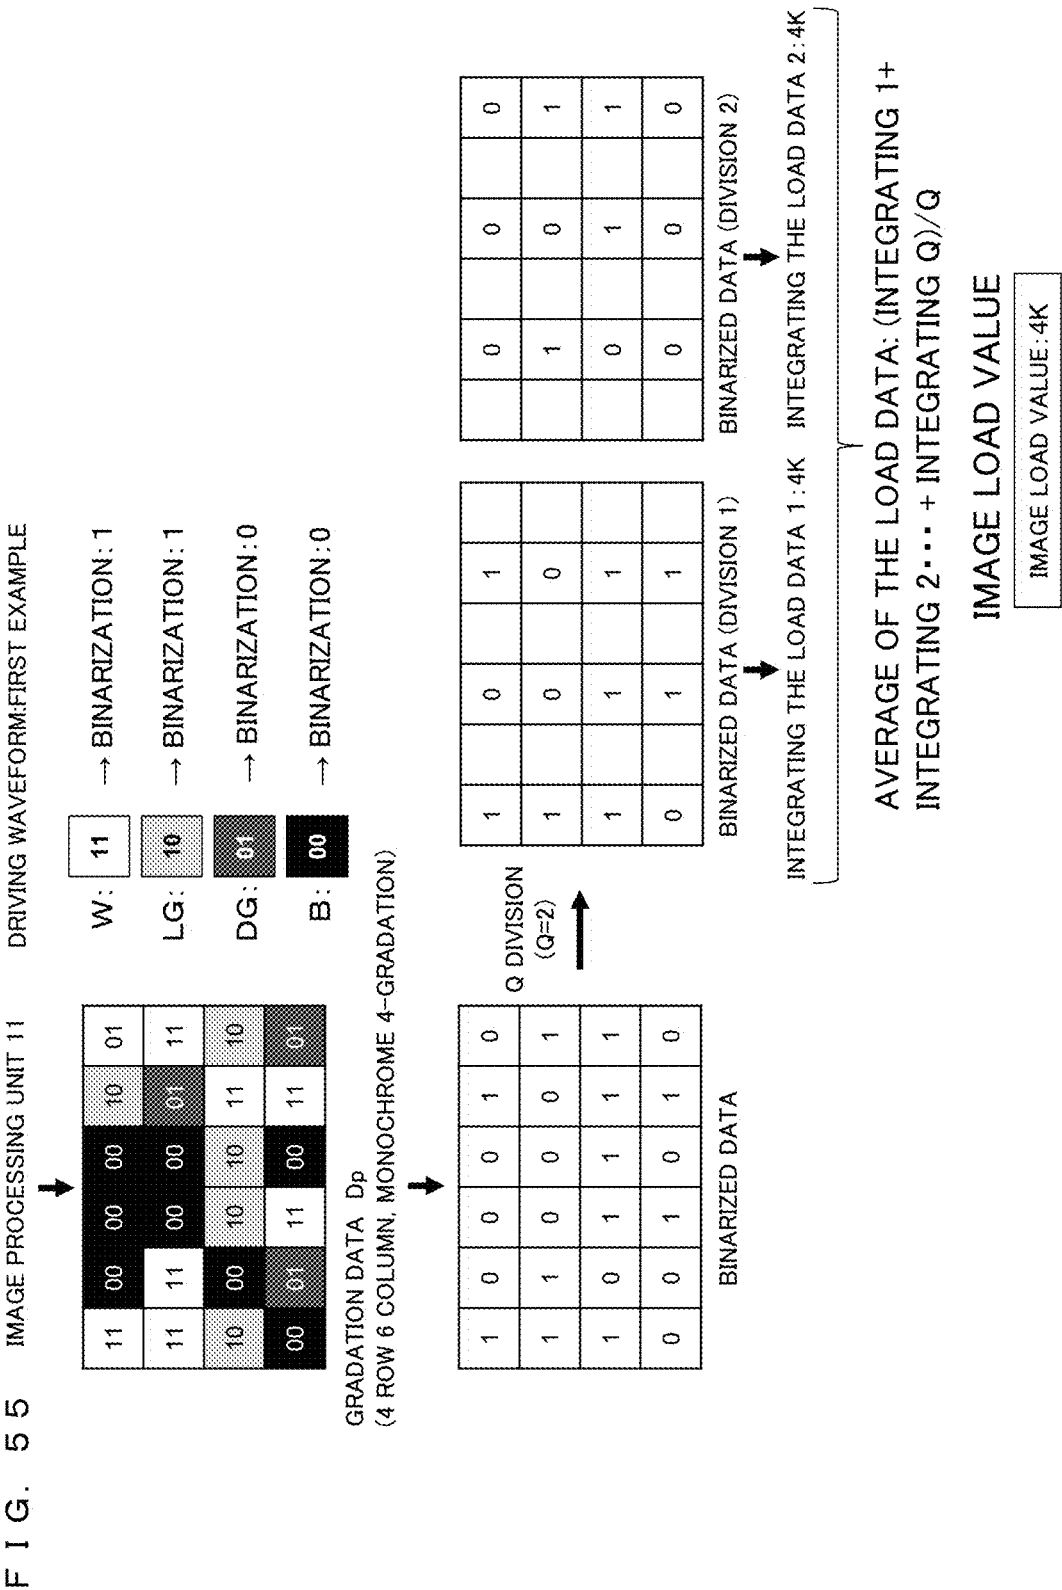 FIG. 55
IMAGE PROCESSING UNIT 11
DRIVING WAVEFORM:FIRST EXAMPLE
11 00 00 00 10 01
11 11 00 00 01 11
10 00 10 10 11 10
00 01 11 00 11 01
W: 11 → BINARIZATION:1
LG: 10 → BINARIZATION:1
DG: 01 → BINARIZATION:0
B: 00 → BINARIZATION:0
GRADATION DATA Dp
(4 ROW 6 COLUMN, MONOCHROME 4-GRADATION)
1 0 0 0 1 0
1 1 0 0 0 1
1 0 1 1 1 1
0 0 1 0 1 0
BINARIZED DATA
Q DIVISION
(Q=2)
1 0 1
1 0 0
1 1 1
0 1 1
BINARIZED DATA (DIVISION 1)
INTEGRATING THE LOAD DATA 1:4K
0 0 0
1 0 1
0 1 1
0 0 0
BINARIZED DATA (DIVISION 2)
INTEGRATING THE LOAD DATA 2:4K
AVERAGE OF THE LOAD DATA: (INTEGRATING 1+
INTEGRATING 2･･･ + INTEGRATING Q)/Q
IMAGE LOAD VALUE
IMAGE LOAD VALUE:4K